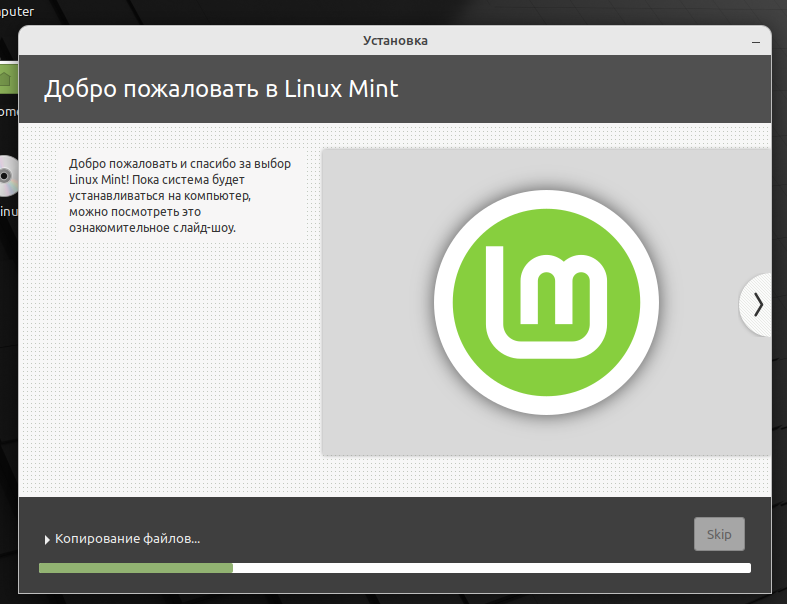 puter
Установка
Добро пожаловать в Linux Mint
ome
Добро пожаловать и спасибо за выбор
Linux Mint! Пока система будет
устанавливаться на компьютер,
можно посмотреть это
ознакомительное слайд-шоу.
inu
Копирование файлов...
Skip